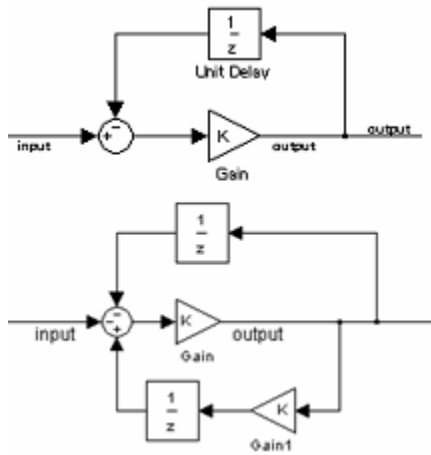 1
z
Unit Delay
+ -
K
input
output
output
Gain
1
z
-
- +
K
input
output
Gain
1
z
K
Gain1